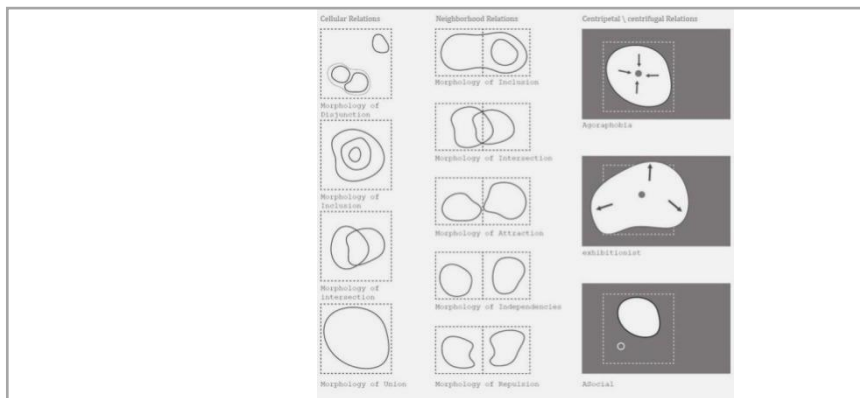 Cellular Relations
Morphology of
Disjunction
Morphology of
Inclusion
Morphology of
intersection
Morphology of Union
Neighborhood Relations
Morphology of Inclusion
Morphology of Intersection
Morphology of Attraction
Morphology of Independencies
Morphology of Repulsion
Centripetal \ centrifugal Relations
Agoraphobia
exhibitionist
ASocial